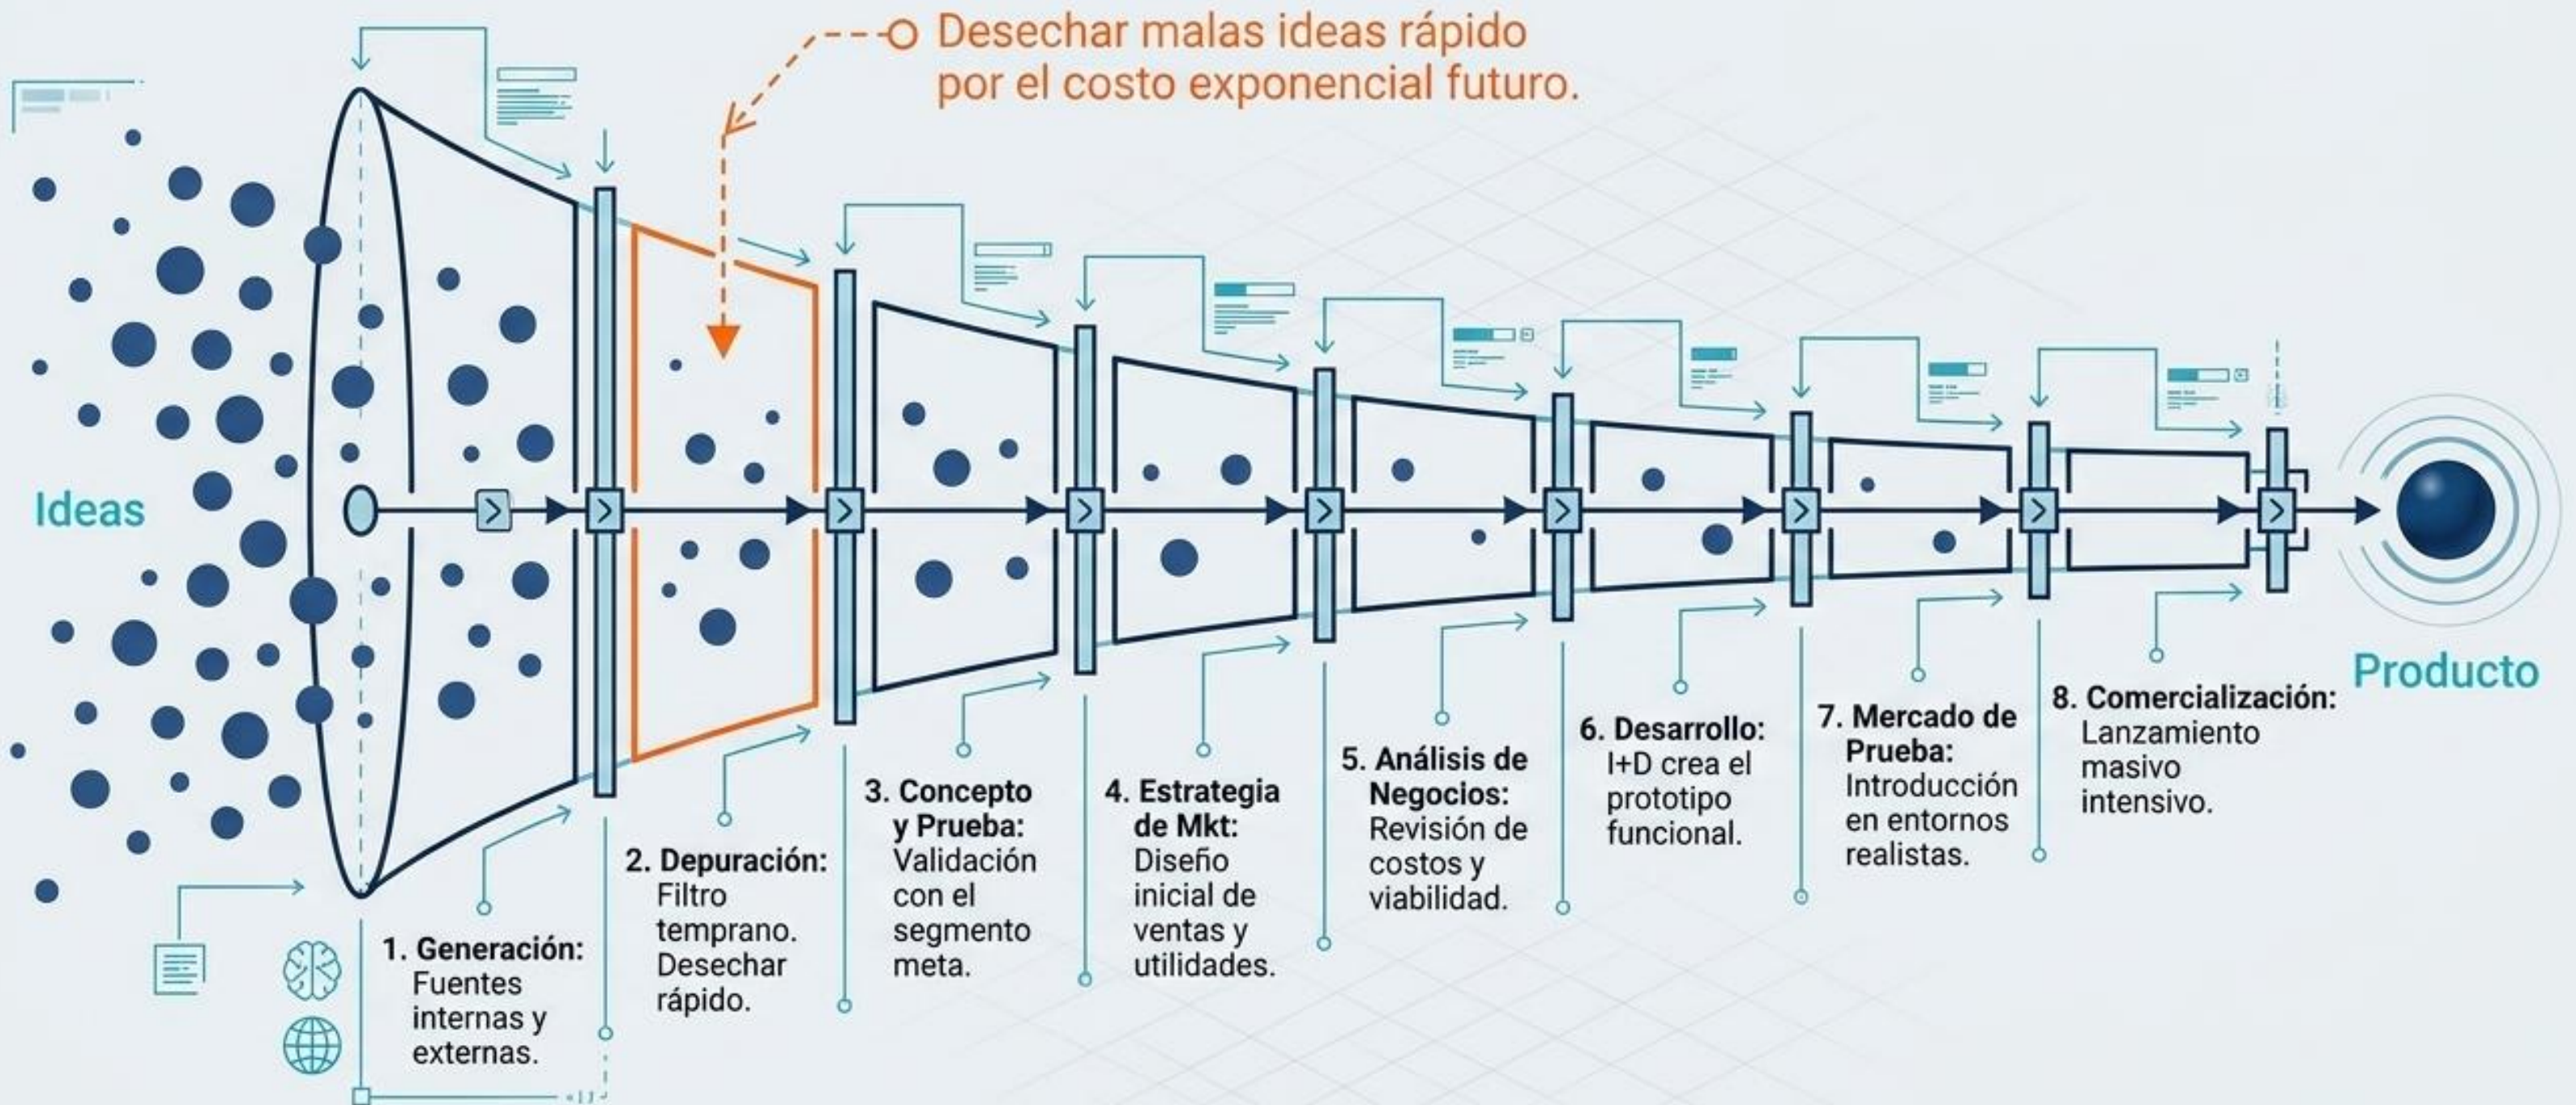 Desechar malas ideas rápido
por el costo exponencial futuro.
Ideas
1. Generación:
Fuentes
internas y
externas.
2. Depuración:
Filtro
temprano.
Desechar
rápido.
3. Concepto
y Prueba:
Validación
con el
segmento
meta.
4. Estrategia
de Mkt:
Diseño
inicial de
ventas y
utilidades.
5. Análisis de
Negocios:
Revisión de
costos y
viabilidad.
6. Desarrollo:
I+D crea el
prototipo
funcional.
7. Mercado de
Prueba:
Introducción
en entornos
realistas.
8. Comercialización:
Lanzamiento
masivo
intensivo.
Producto